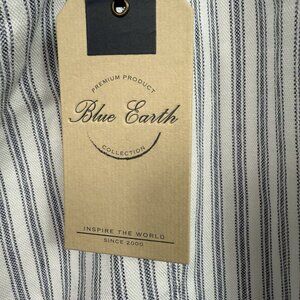 PREMIUM PRODUCT
Blue Earth
COLLECTION
INSPIRE THE WORLD
SINCE 2000